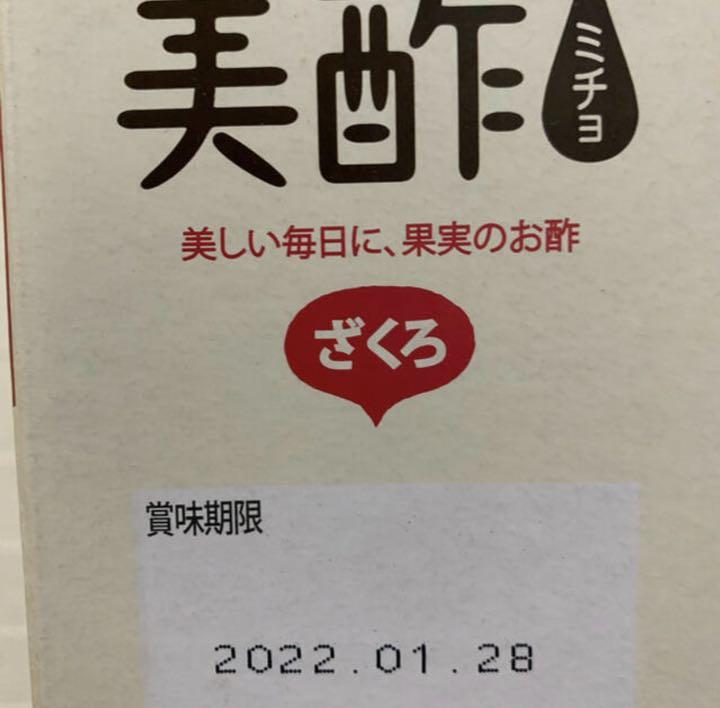 美酢
ミチョ
美しい毎日に、果実のお酢
ざくろ
賞味期限
2022.01.28